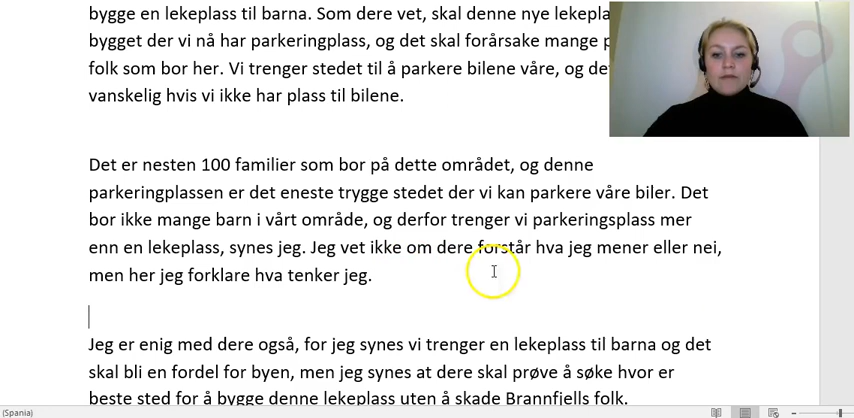 bygge en lekeplass til barna. Som dere vet, skal denne nye
bygget der vi nå har parkeringplass, og det skal forårsake mange
folk som bor her. Vi trenger stedet til å parkere bilene våre, og
vanskelig hvis vi ikke har plass til bilene.
Det er nesten 100 familier som bor på dette området, og denne
parkeringplassen er det eneste trygge stedet der vi kan parkere våre biler. Det
bor ikke mange barn i vårt område, og derfor trenger vi parkeringsplass mer
enn en lekeplass, synes jeg. Jeg vet ikke om dere forstår hva jeg mener eller nei,
men her jeg forklare hva tenker jeg.
Jeg er enig med dere også, for jeg synes vi trenger en lekeplass til barna og det
skal bli en fordel for byen, men jeg synes at dere skal prøve å søke hvor er
beste sted for å bygge denne lekeplass uten å skade Brannfjells folk.
(Spania)